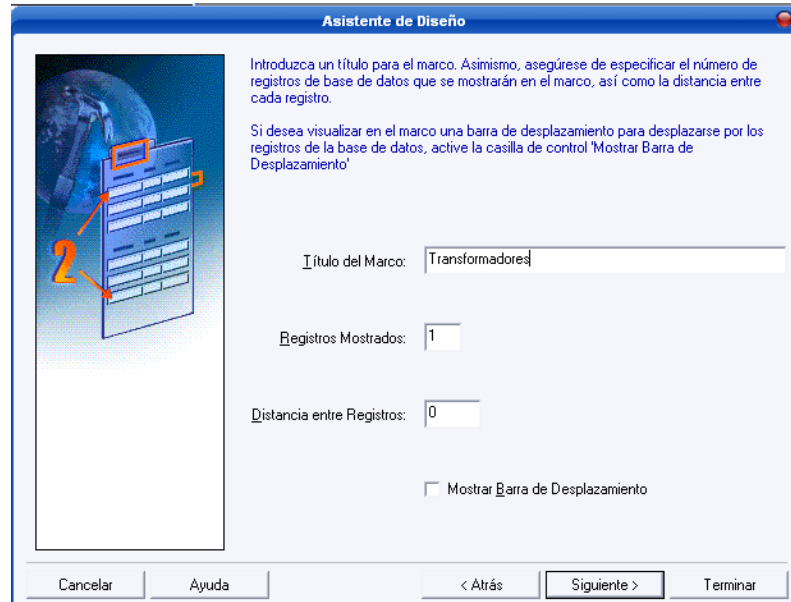 Asistente de Diseño
Introduzca un título para el marco. Asimismo, asegúrese de especificar el número de
registros de base de datos que se mostrarán en el marco, así como la distancia entre
cada registro.
Si desea visualizar en el marco una barra de desplazamiento para desplazarse por los
registros de la base de datos, active la casilla de control 'Mostrar Barra de
Desplazamiento'
2
Título del Marco: Transformadores
Registros Mostrados: 1
Distancia entre Registros: 0
Mostrar Barra de Desplazamiento
Cancelar Ayuda < Atrás Siguiente > Terminar